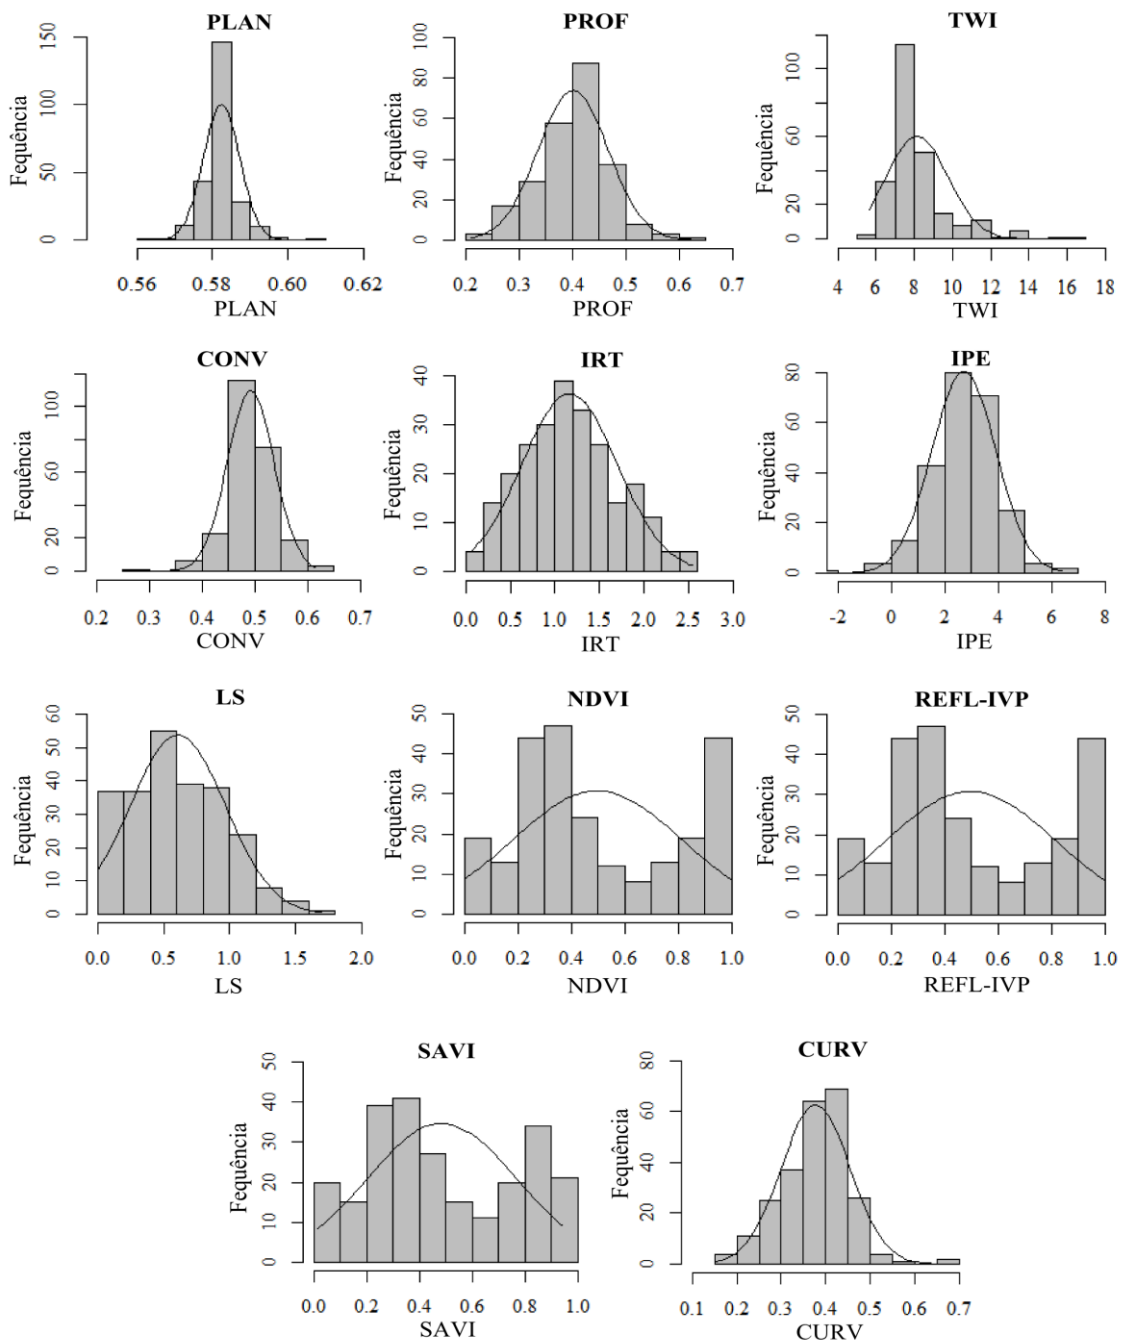 PLAN
Fequência
0 50 100 150
0.56 0.58 0.60 0.62
PLAN
PROF
Fequência
0 20 40 60 80 100
0.2 0.3 0.4 0.5 0.6 0.7
PROF
TWI
Fequência
0 20 60 100
4 6 8 10 12 14 16 18
TWI
CONV
Fequência
0 20 60 100
0.2 0.3 0.4 0.5 0.6 0.7
CONV
IRT
Fequência
0 10 20 30 40
0.0 0.5 1.0 1.5 2.0 2.5 3.0
IRT
IPE
Fequência
0 20 40 60 80
-2 0 2 4 6 8
IPE
LS
Fequência
0 10 20 30 40 50 60
0.0 0.5 1.0 1.5 2.0
LS
NDVI
Fequência
0 10 20 30 40 50
0.0 0.2 0.4 0.6 0.8 1.0
NDVI
REFL-IVP
Fequência
0 10 20 30 40 50
0.0 0.2 0.4 0.6 0.8 1.0
REFL-IVP
SAVI
Fequência
0 10 20 30 40 50
0.0 0.2 0.4 0.6 0.8 1.0
SAVI
CURV
Fequência
0 20 40 60 80
0.1 0.2 0.3 0.4 0.5 0.6 0.7
CURV